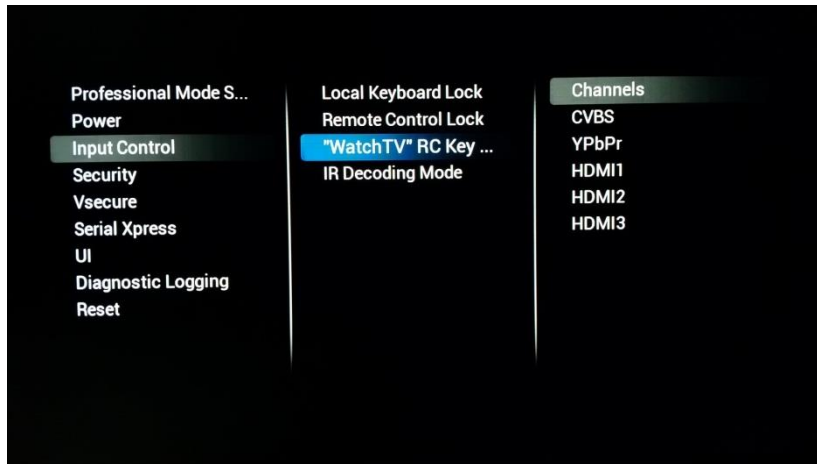 Professional Mode S...
Power
Input Control
Security
Vsecure
Serial Xpress
UI
Diagnostic Logging
Reset
Local Keyboard Lock
Remote Control Lock
"WatchTV" RC Key ...
IR Decoding Mode
Channels
CVBS
YPbPr
HDMI1
HDMI2
HDMI3